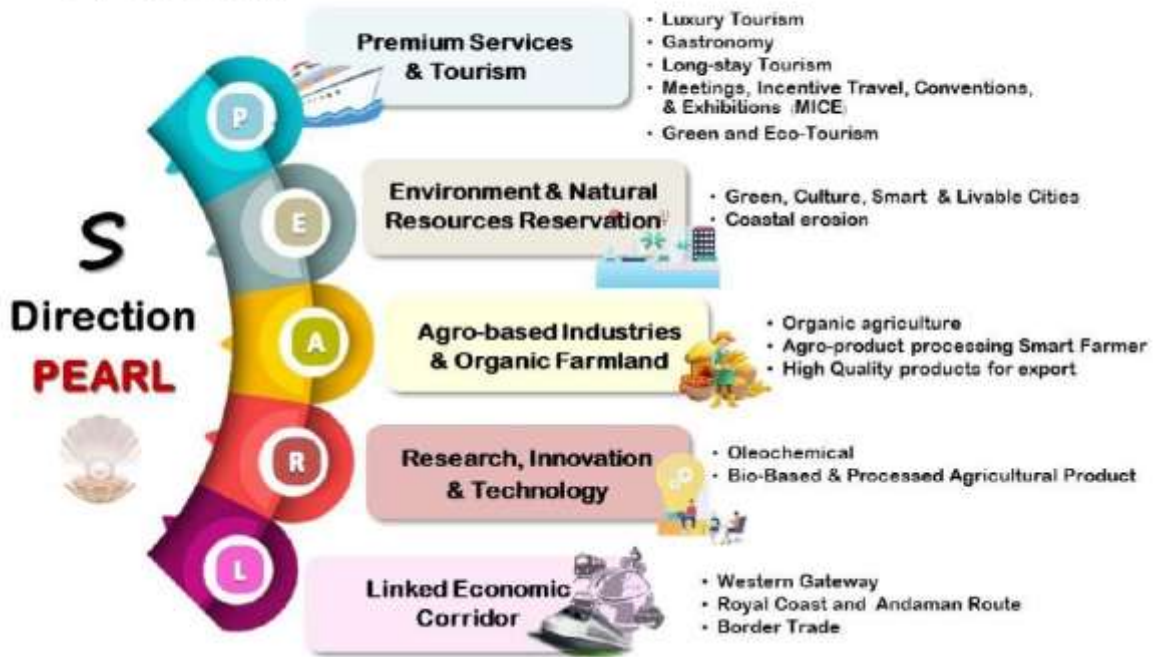 S
Direction
PEARL
P
Premium Services
& Tourism
• Luxury Tourism
• Gastronomy
• Long-stay Tourism
• Meetings, Incentive Travel, Conventions,
& Exhibitions (MICE)
• Green and Eco-Tourism
E
Environment & Natural
Resources Reservation
• Green, Culture, Smart & Livable Cities
• Coastal erosion
A
Agro-based Industries
& Organic Farmland
• Organic agriculture
• Agro-product processing Smart Farmer
• High Quality products for export
R
Research, Innovation
& Technology
• Oleochemical
• Bio-Based & Processed Agricultural Product
L
Linked Economic
Corridor
• Western Gateway
• Royal Coast and Andaman Route
• Border Trade